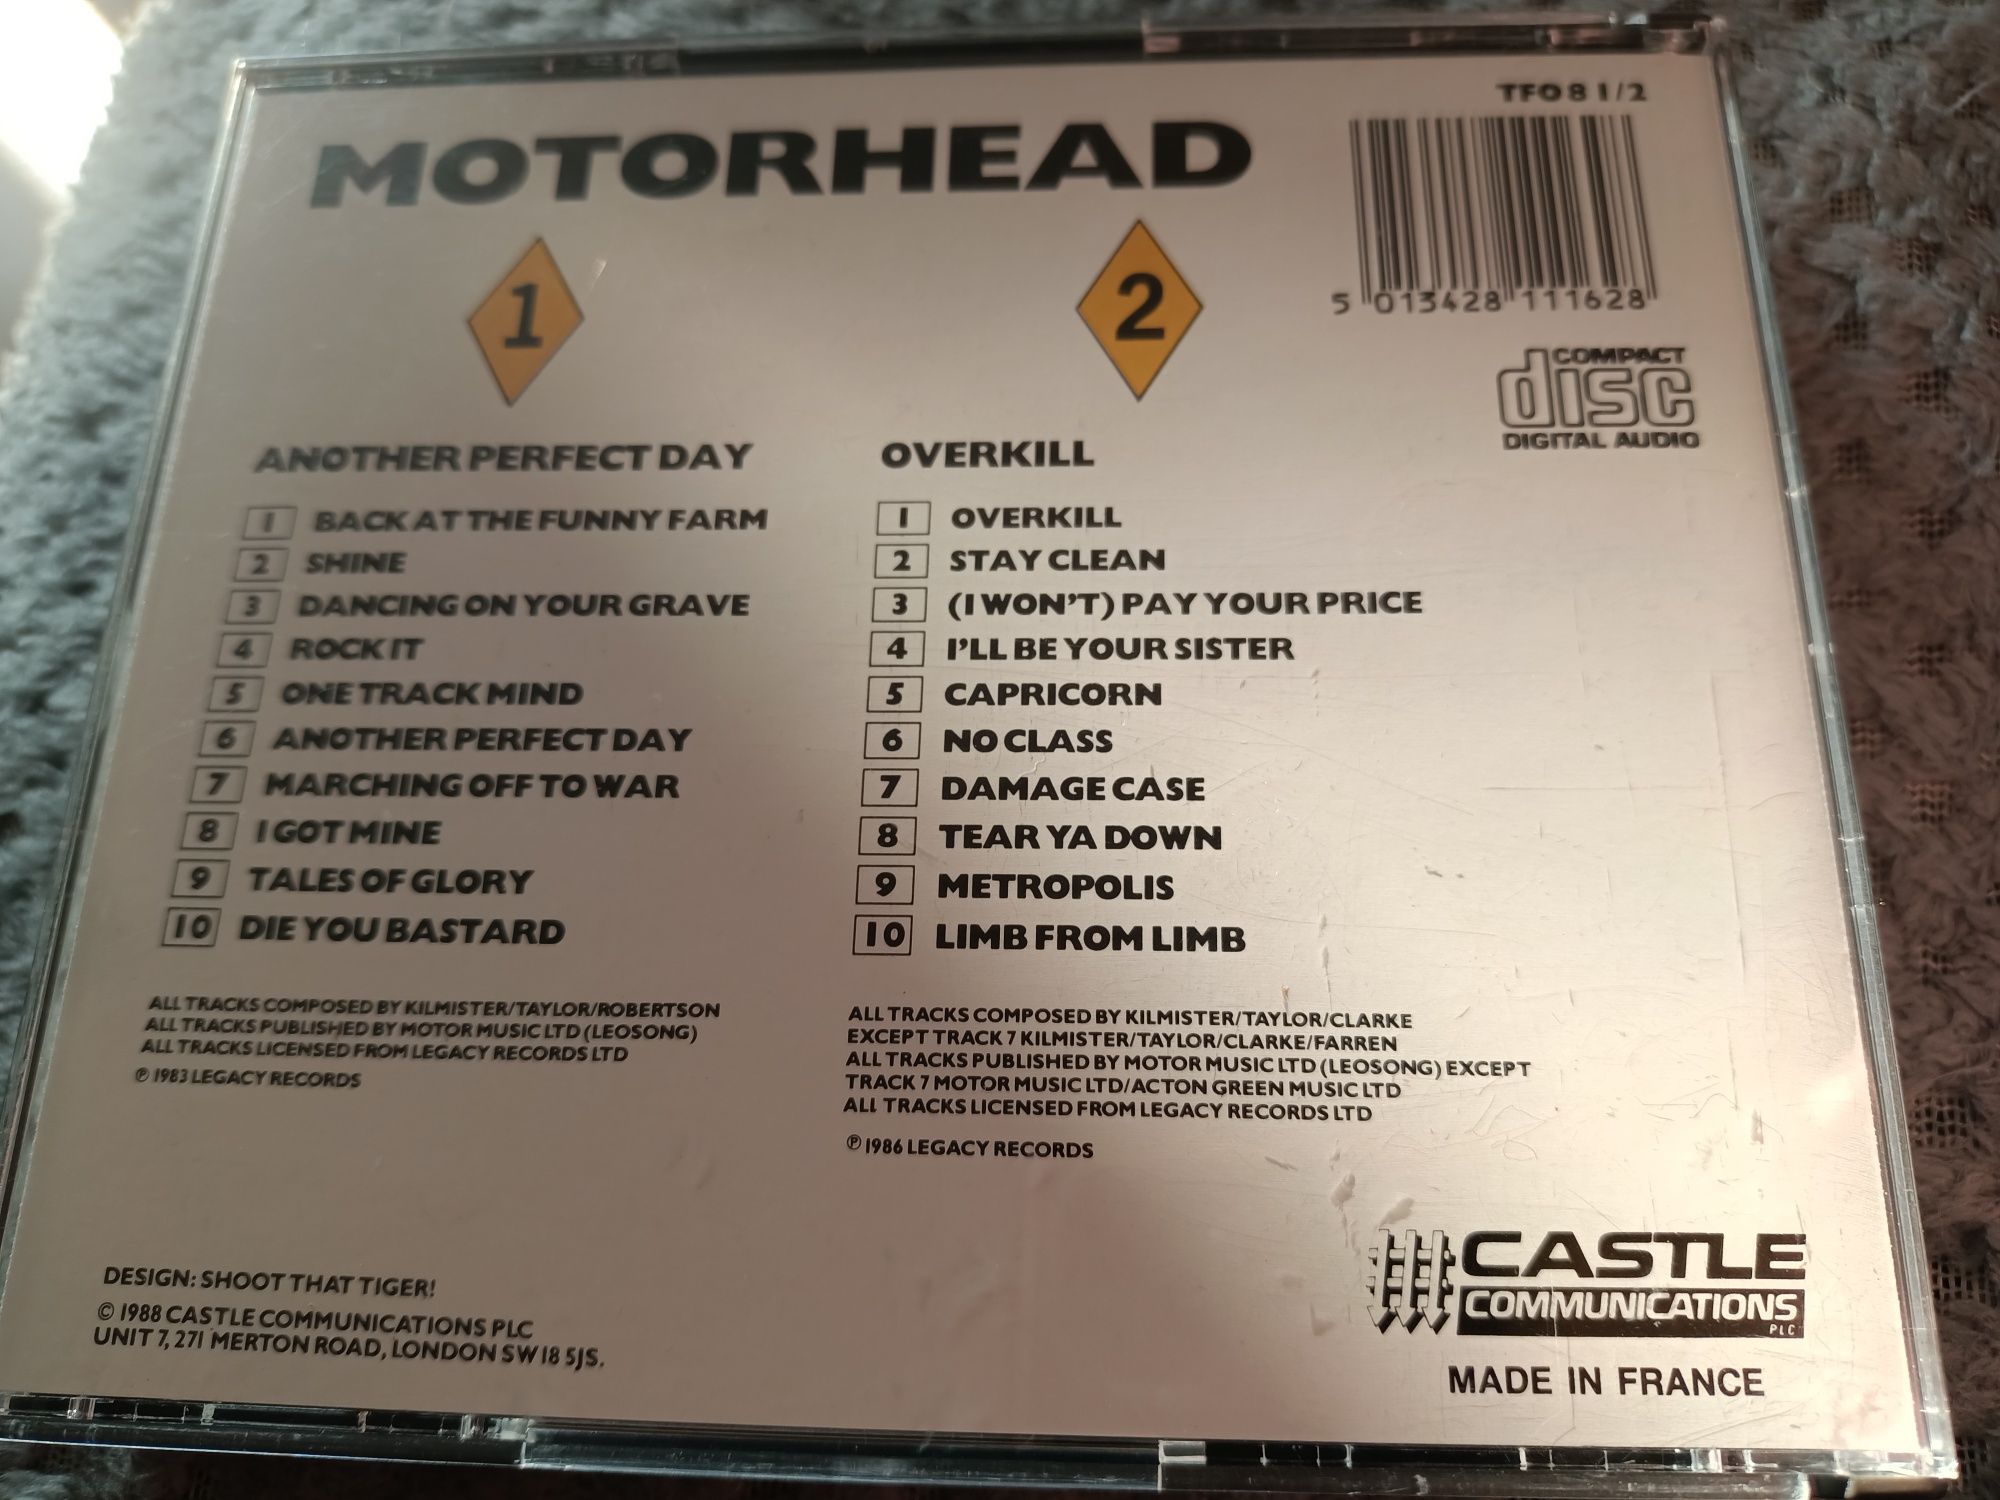 TFO8 1/2
MOTORHEAD
5 013428 111628
COMPACT
disc
DIGITAL AUDIO
1
ANOTHER PERFECT DAY
1 BACK AT THE FUNNY FARM
2 SHINE
3 DANCING ON YOUR GRAVE
4 ROCK IT
5 ONE TRACK MIND
6 ANOTHER PERFECT DAY
7 MARCHING OFF TO WAR
8 I GOT MINE
9 TALES OF GLORY
10 DIE YOU BASTARD
ALL TRACKS COMPOSED BY KILMISTER/TAYLOR/ROBERTSON
ALL TRACKS PUBLISHED BY MOTOR MUSIC LTD (LEOSONG)
ALL TRACKS LICENSED FROM LEGACY RECORDS LTD
℗ 1983 LEGACY RECORDS
2
OVERKILL
1 OVERKILL
2 STAY CLEAN
3 (I WON'T) PAY YOUR PRICE
4 I'LL BE YOUR SISTER
5 CAPRICORN
6 NO CLASS
7 DAMAGE CASE
8 TEAR YA DOWN
9 METROPOLIS
10 LIMB FROM LIMB
ALL TRACKS COMPOSED BY KILMISTER/TAYLOR/CLARKE
EXCEPT TRACK 7 KILMISTER/TAYLOR/CLARKE/FARREN
ALL TRACKS PUBLISHED BY MOTOR MUSIC LTD (LEOSONG) EXCEPT
TRACK 7 MOTOR MUSIC LTD/ACTON GREEN MUSIC LTD
ALL TRACKS LICENSED FROM LEGACY RECORDS LTD
℗ 1986 LEGACY RECORDS
DESIGN: SHOOT THAT TIGER!
© 1988 CASTLE COMMUNICATIONS PLC
UNIT 7, 271 MERTON ROAD, LONDON SW18 5JS.
CASTLE
COMMUNICATIONS
PLC
MADE IN FRANCE